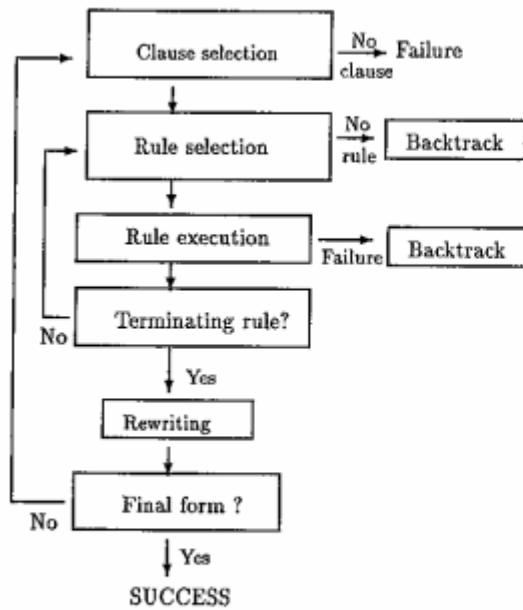 Clause selection
No
clause
Failure
Rule selection
No
rule
Backtrack
Rule execution
Failure
Backtrack
Terminating rule?
No
Yes
Rewriting
Final form ?
No
Yes
SUCCESS